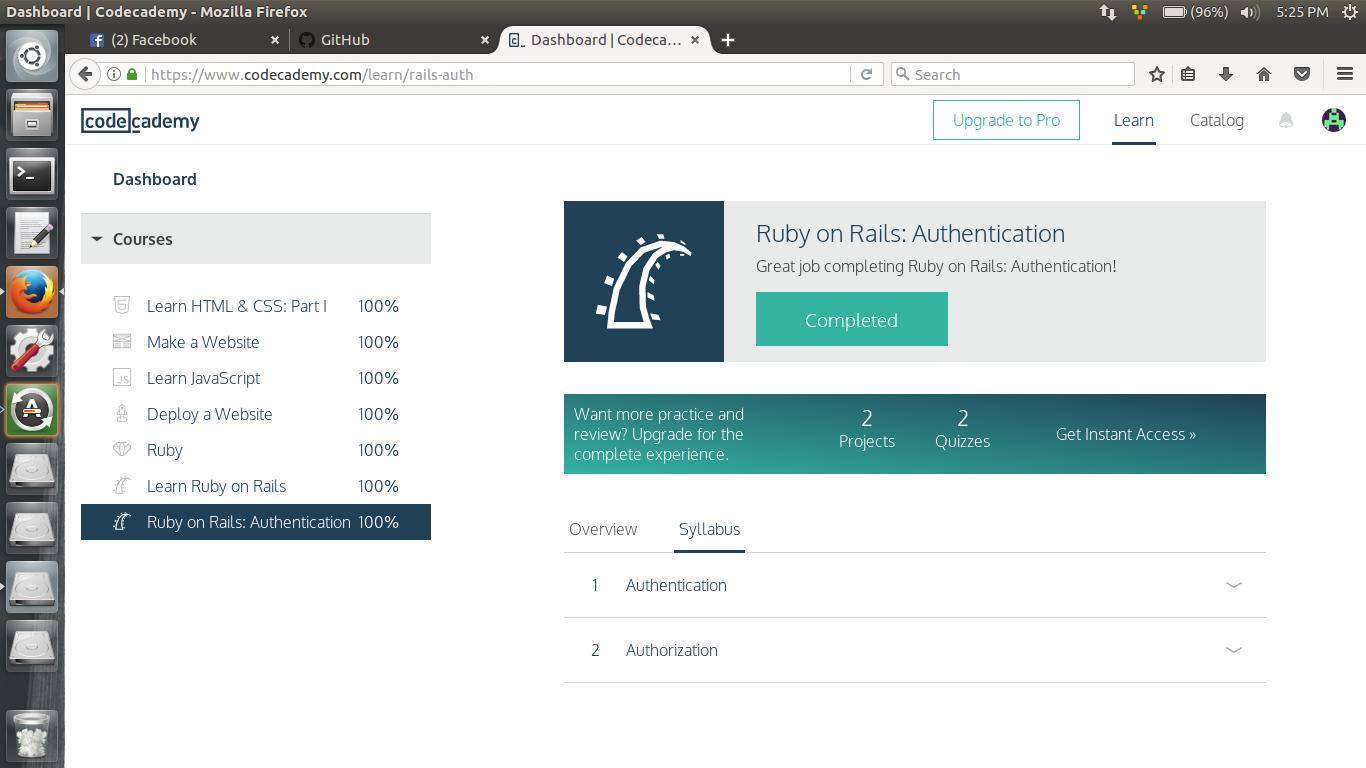 Dashboard | Codecademy - Mozilla Firefox
(96%)
5:25 PM
(2) Facebook
GitHub
Dashboard | Codeca...
https://www.codecademy.com/learn/rails-auth
Search
codecademy
Upgrade to Pro
Learn
Catalog
Dashboard
Courses
Learn HTML & CSS: Part I 100%
Make a Website 100%
Learn JavaScript 100%
Deploy a Website 100%
Ruby 100%
Learn Ruby on Rails 100%
Ruby on Rails: Authentication 100%
Ruby on Rails: Authentication
Great job completing Ruby on Rails: Authentication!
Completed
Want more practice and
review? Upgrade for the
complete experience.
2
Projects
2
Quizzes
Get Instant Access »
Overview
Syllabus
1 Authentication
2 Authorization